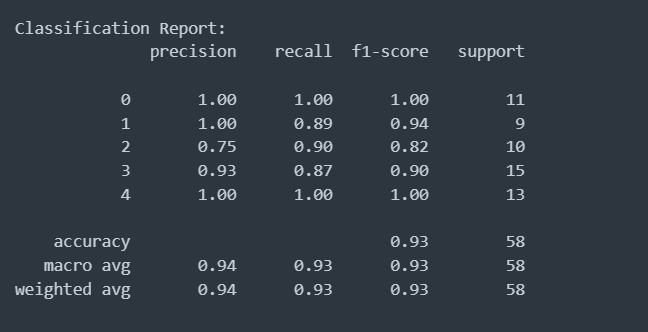 Classification Report:
precision recall f1-score support
0 1.00 1.00 1.00 11
1 1.00 0.89 0.94 9
2 0.75 0.90 0.82 10
3 0.93 0.87 0.90 15
4 1.00 1.00 1.00 13
accuracy 0.93 58
macro avg 0.94 0.93 0.93 58
weighted avg 0.94 0.93 0.93 58